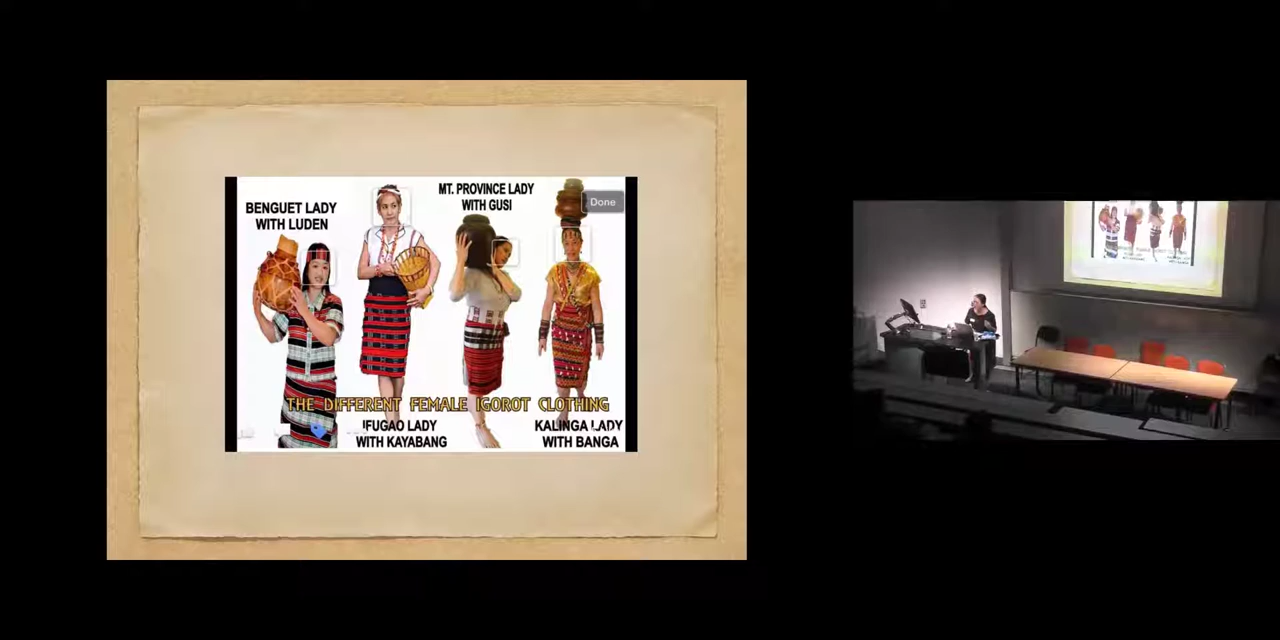 BENGUET LADY
WITH LUDEN
MT. PROVINCE LADY
WITH GUSI
Done
THE DIFFERENT FEMALE IGOROT CLOTHING
IFUGAO LADY
WITH KAYABANG
KALINGA LADY
WITH BANGA